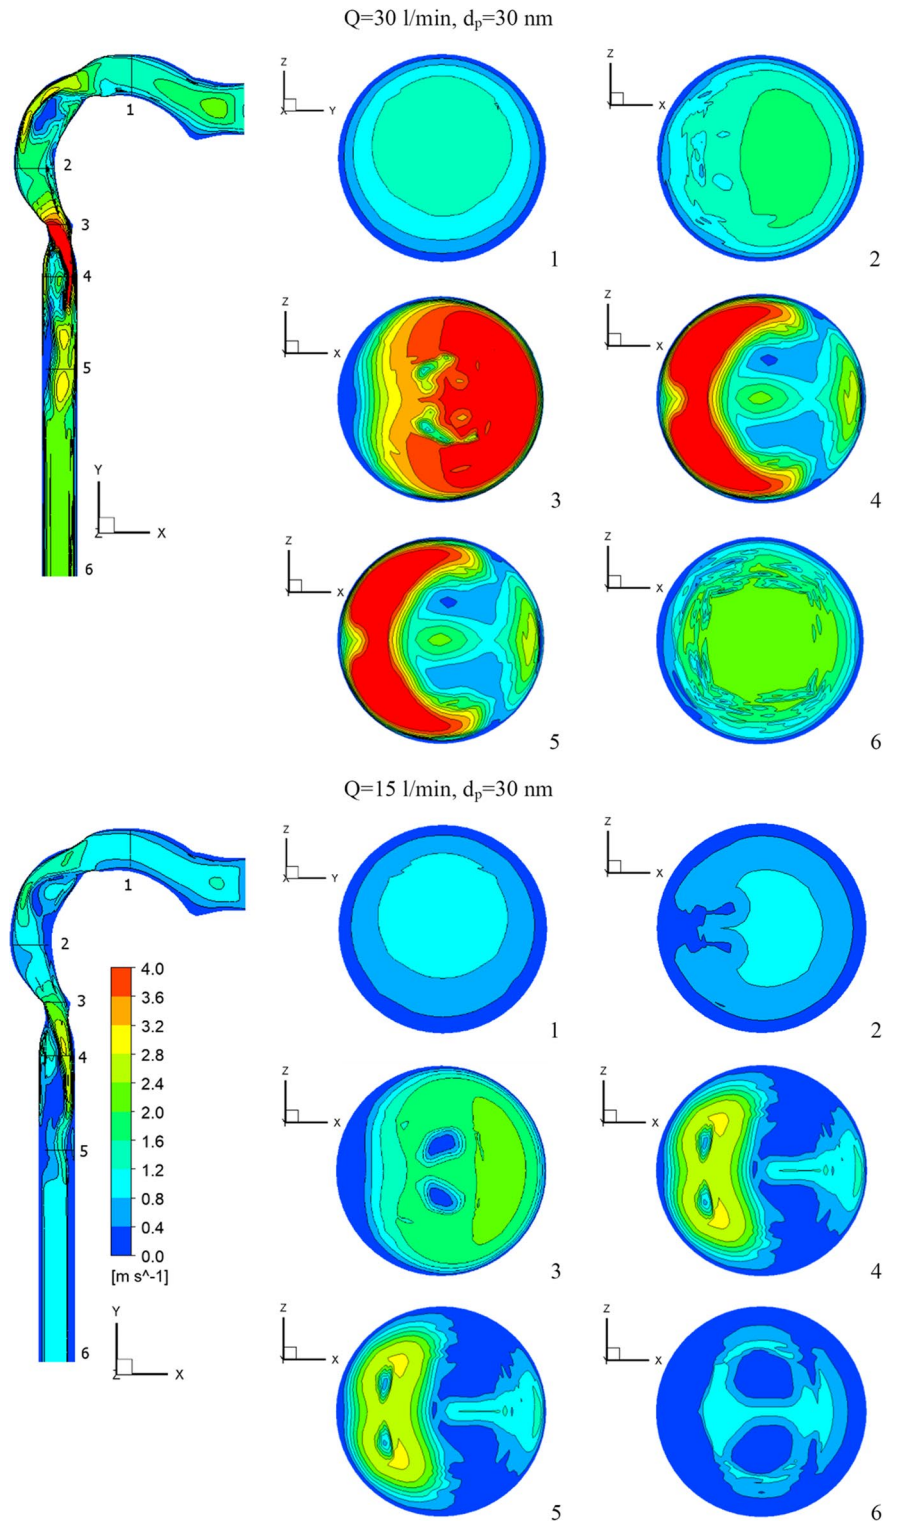 Q=30 l/min, dp=30 nm
1
2
3
4
5
6
Y
Z
X
Z
X
Y
1
Z
X
2
Z
X
3
Z
X
4
Z
X
5
Z
X
6
Q=15 l/min, dp=30 nm
1
2
3
4
5
6
4.0
3.6
3.2
2.8
2.4
2.0
1.6
1.2
0.8
0.4
0.0
[m s^-1]
Y
Z
X
Z
X
Y
1
Z
X
2
Z
X
3
Z
X
4
Z
X
5
Z
X
6